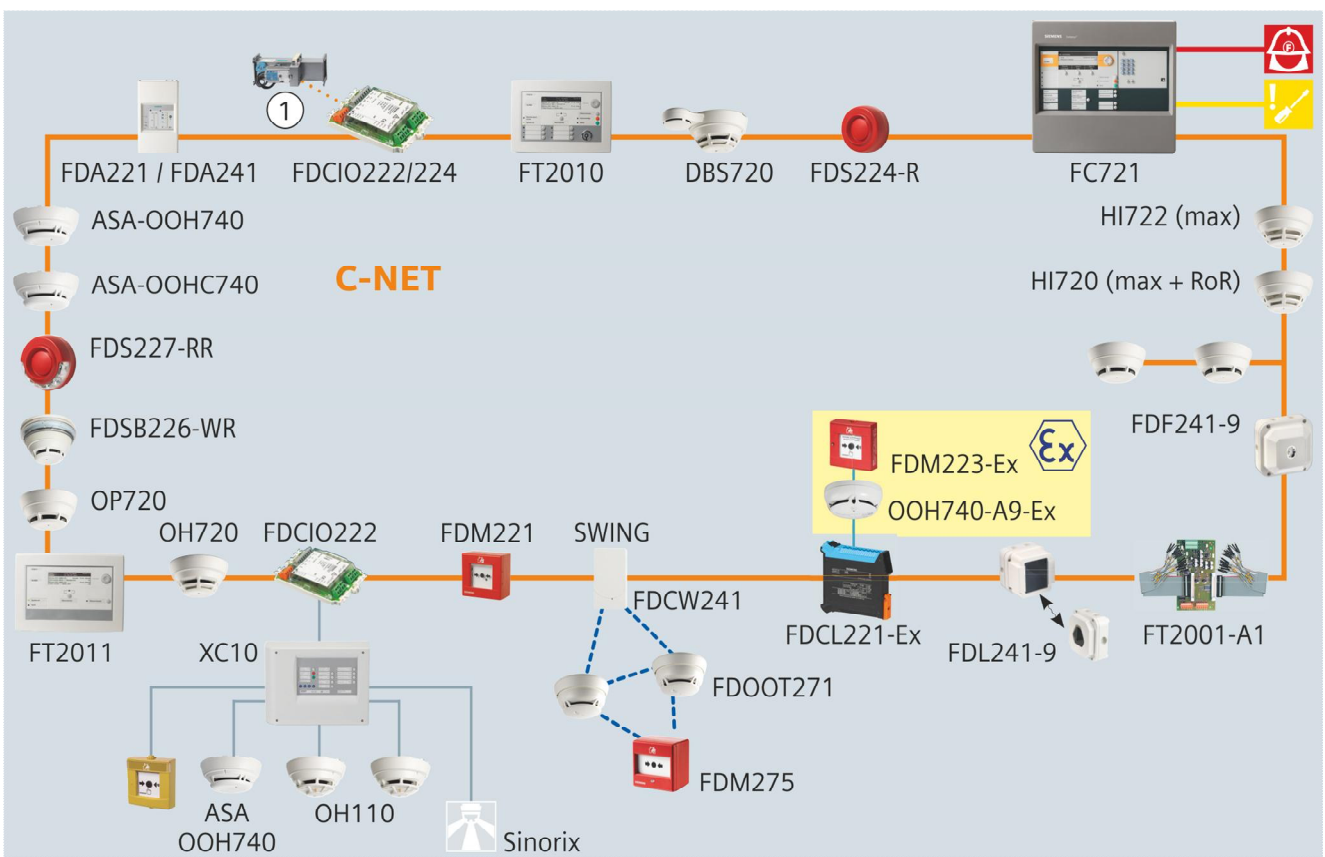 1
F
SIEMENS
FDA221 / FDA241
FDCIO222/224
FT2010
DBS720
FDS224-R
FC721
ASA-OOH740
HI722 (max)
ASA-OOHC740
C-NET
HI720 (max + RoR)
FDS227-RR
FDSB226-WR
FDF241-9
FDM223-Ex
Ex
OOH740-A9-Ex
OP720
OH720
FDCIO222
FDM221
SWING
FDCW241
FT2011
XC10
FDCL221-Ex
FDL241-9
FT2001-A1
FDOOT271
FDM275
ASA
OOH740
OH110
Sinorix